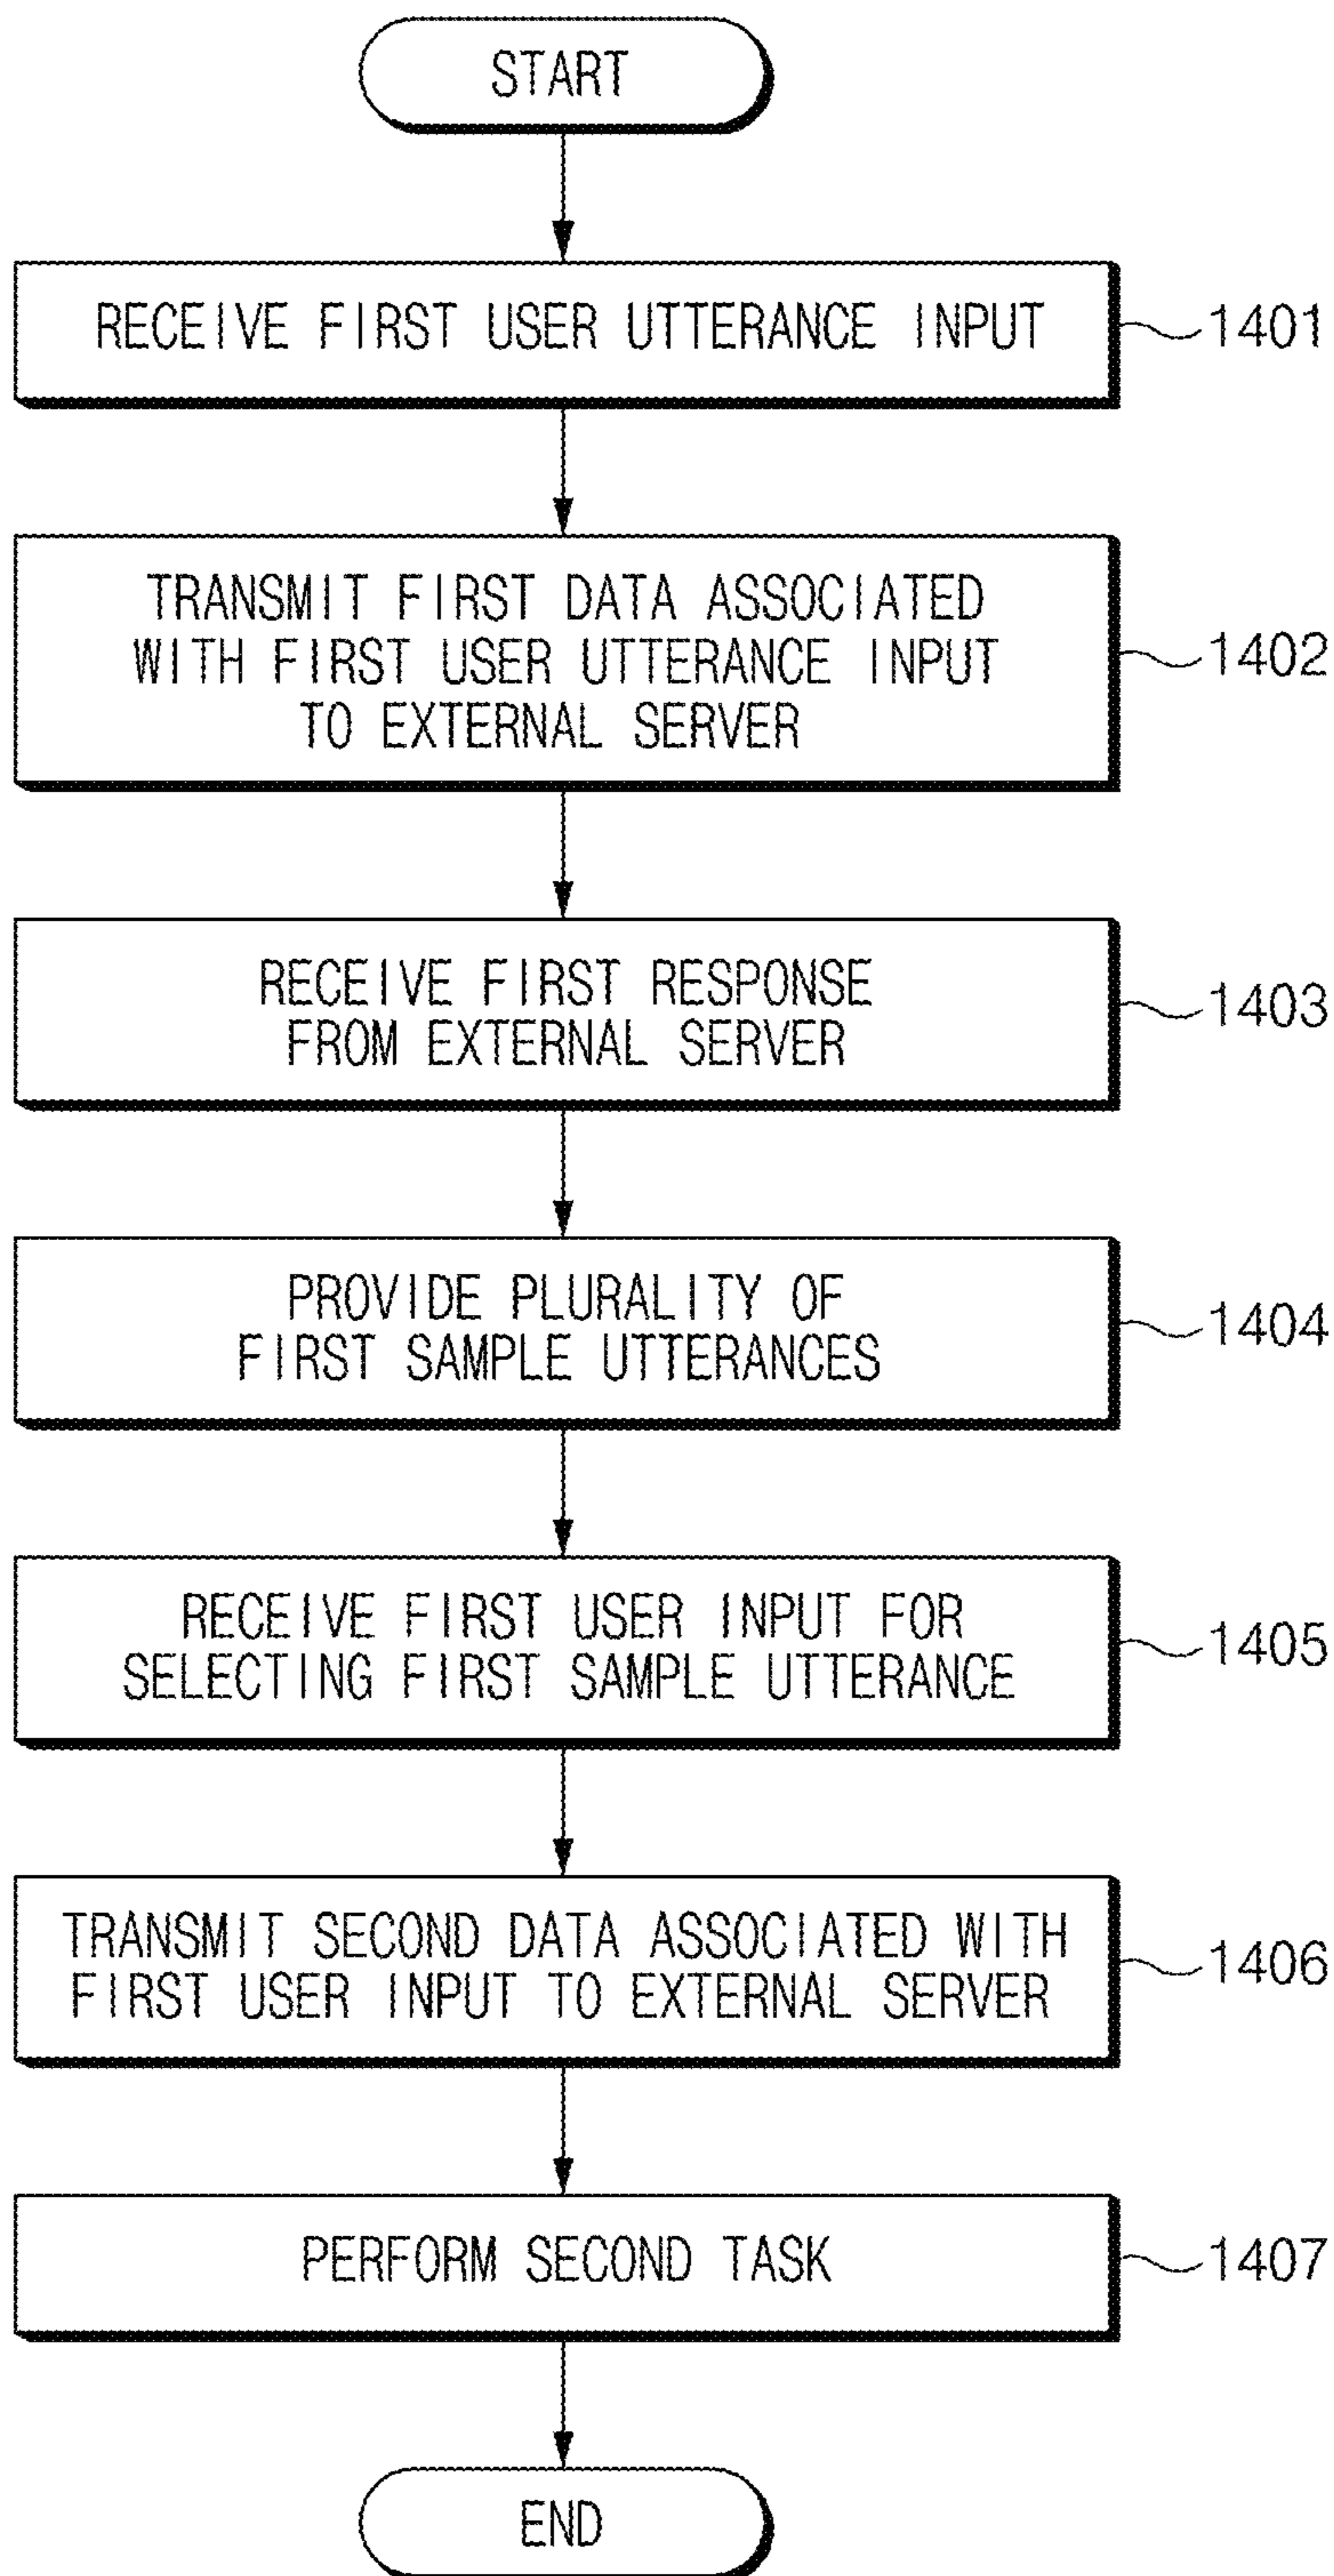 START
RECEIVE FIRST USER UTTERANCE INPUT
1401
TRANSMIT FIRST DATA ASSOCIATED
WITH FIRST USER UTTERANCE INPUT
TO EXTERNAL SERVER
1402
RECEIVE FIRST RESPONSE
FROM EXTERNAL SERVER
1403
PROVIDE PLURALITY OF
FIRST SAMPLE UTTERANCES
1404
RECEIVE FIRST USER INPUT FOR
SELECTING FIRST SAMPLE UTTERANCE
1405
TRANSMIT SECOND DATA ASSOCIATED WITH
FIRST USER INPUT TO EXTERNAL SERVER
1406
PERFORM SECOND TASK
1407
END